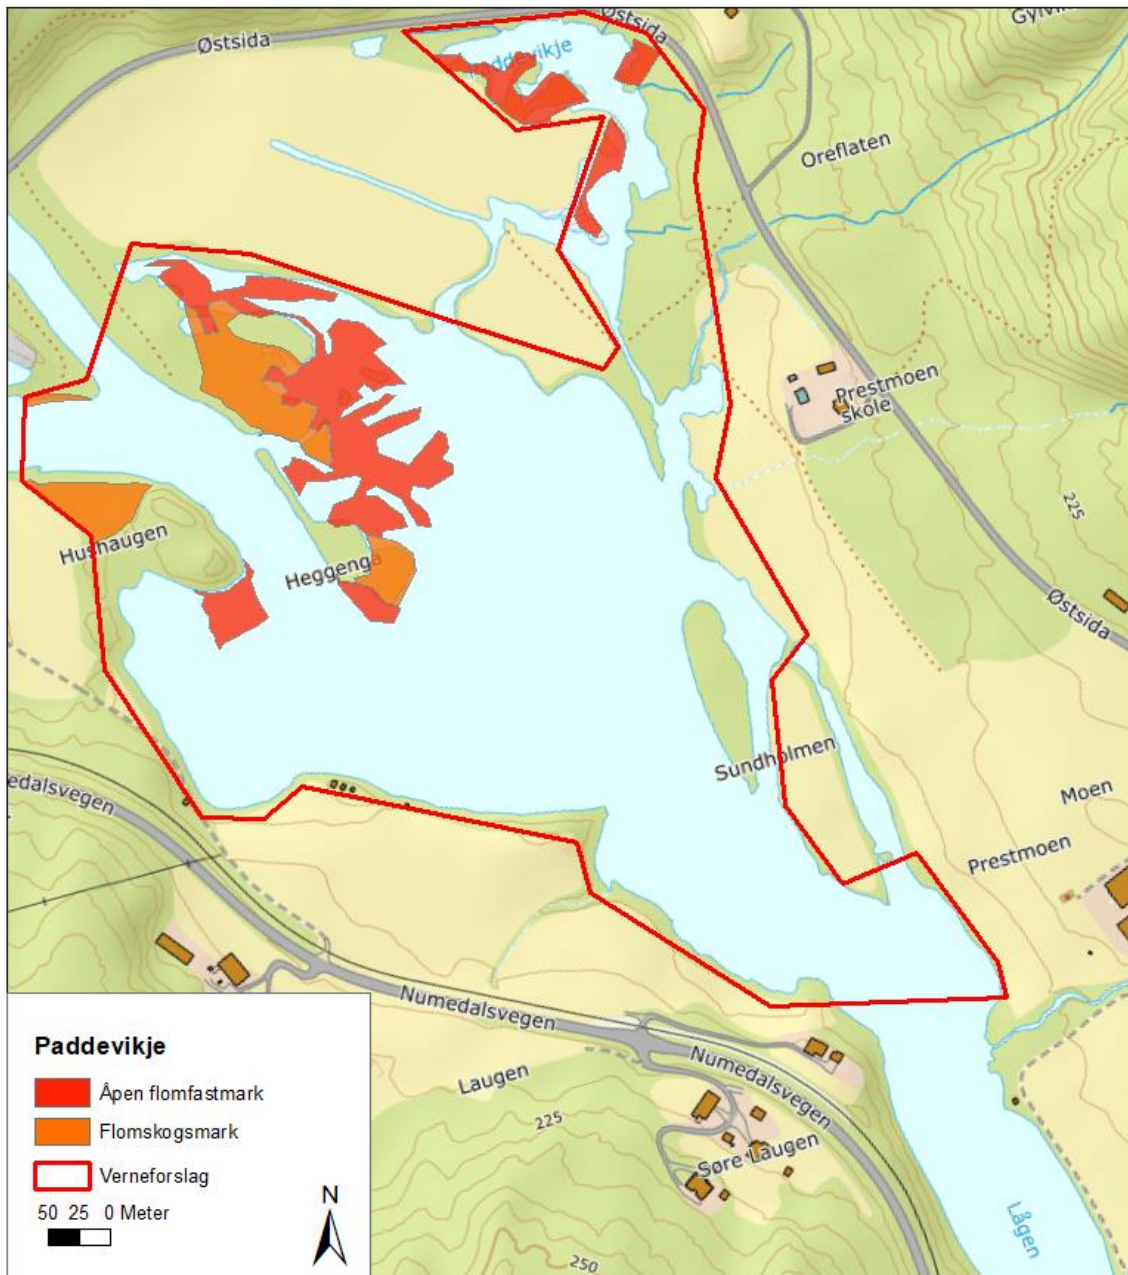 Østsida
Østsida
Paddevikje
Oreflaten
Prestmoen
skole
225
Hushaugen
Heggenga
Østsida
Sundholmen
Moen
Prestmoen
edalsvegen
Numedalsvegen
Numedalsvegen
Laugen
225
Søre Laugen
Lågen
250
Paddevikje
Åpen flomfastmark
Flomskogsmark
Verneforslag
50 25 0 Meter
N